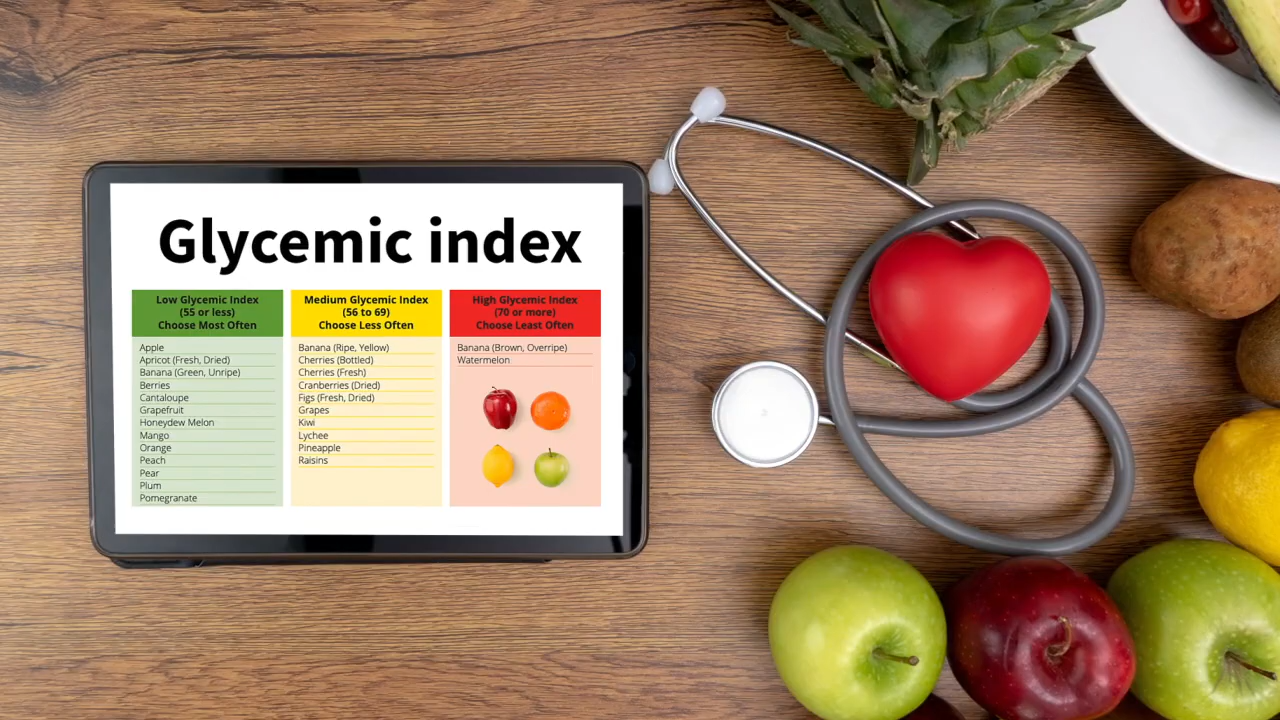 Glycemic index
Low Glycemic Index
(55 or less)
Choose Most Often
Apple
Apricot (Fresh, Dried)
Banana (Green, Unripe)
Berries
Cantaloupe
Grapefruit
Honeydew Melon
Mango
Orange
Peach
Pear
Plum
Pomegranate
Medium Glycemic Index
(56 to 69)
Choose Less Often
Banana (Ripe, Yellow)
Cherries (Bottled)
Cherries (Fresh)
Cranberries (Dried)
Figs (Fresh, Dried)
Grapes
Kiwi
Lychee
Pineapple
Raisins
High Glycemic Index
(70 or more)
Choose Least Often
Banana (Brown, Overripe)
Watermelon